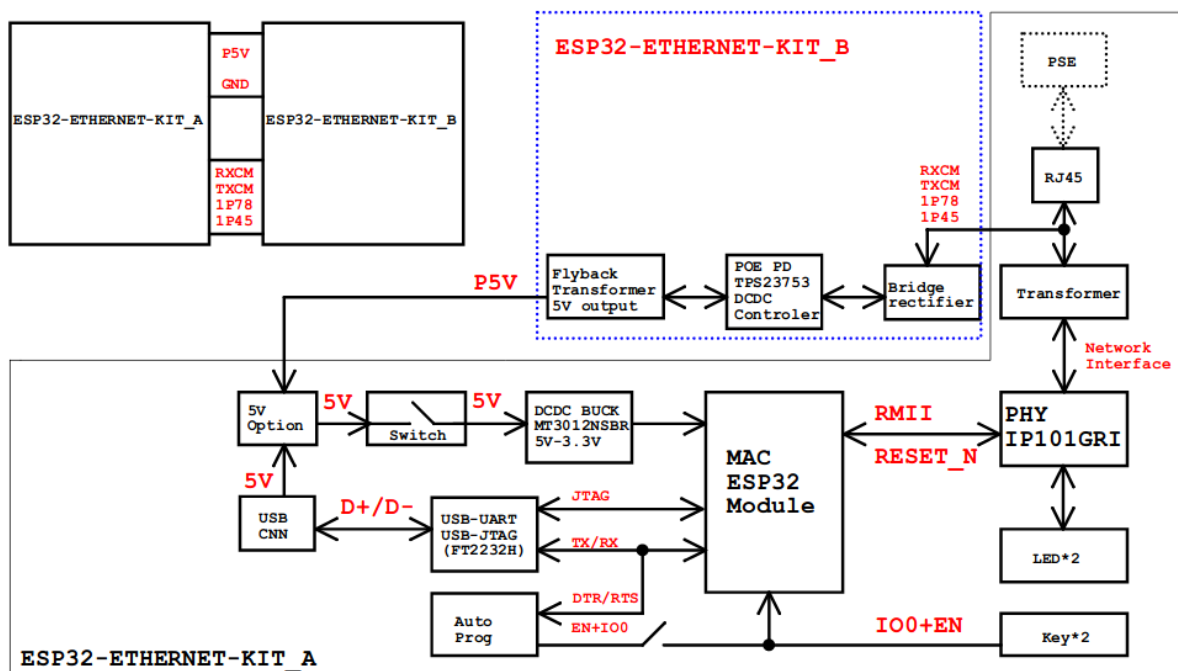 ESP32-ETHERNET-KIT_A
P5V
GND
RXCM
TXCM
1P78
1P45
ESP32-ETHERNET-KIT_B
ESP32-ETHERNET-KIT_B
PSE
RJ45
RXCM
TXCM
1P78
1P45
Flyback
Transformer
5V output
POE PD
TPS23753
DCDC
Controler
Bridge
rectifier
Transformer
P5V
Network
Interface
5V
Option
5V
Switch
5V
DCDC BUCK
MT3012NSBR
5V-3.3V
MAC
ESP32
Module
RMII
RESET_N
PHY
IP101GRI
5V
USB
CNN
D+/D-
USB-UART
USB-JTAG
(FT2232H)
JTAG
TX/RX
LED*2
DTR/RTS
Auto
Prog
EN+IO0
IO0+EN
Key*2
ESP32-ETHERNET-KIT_A